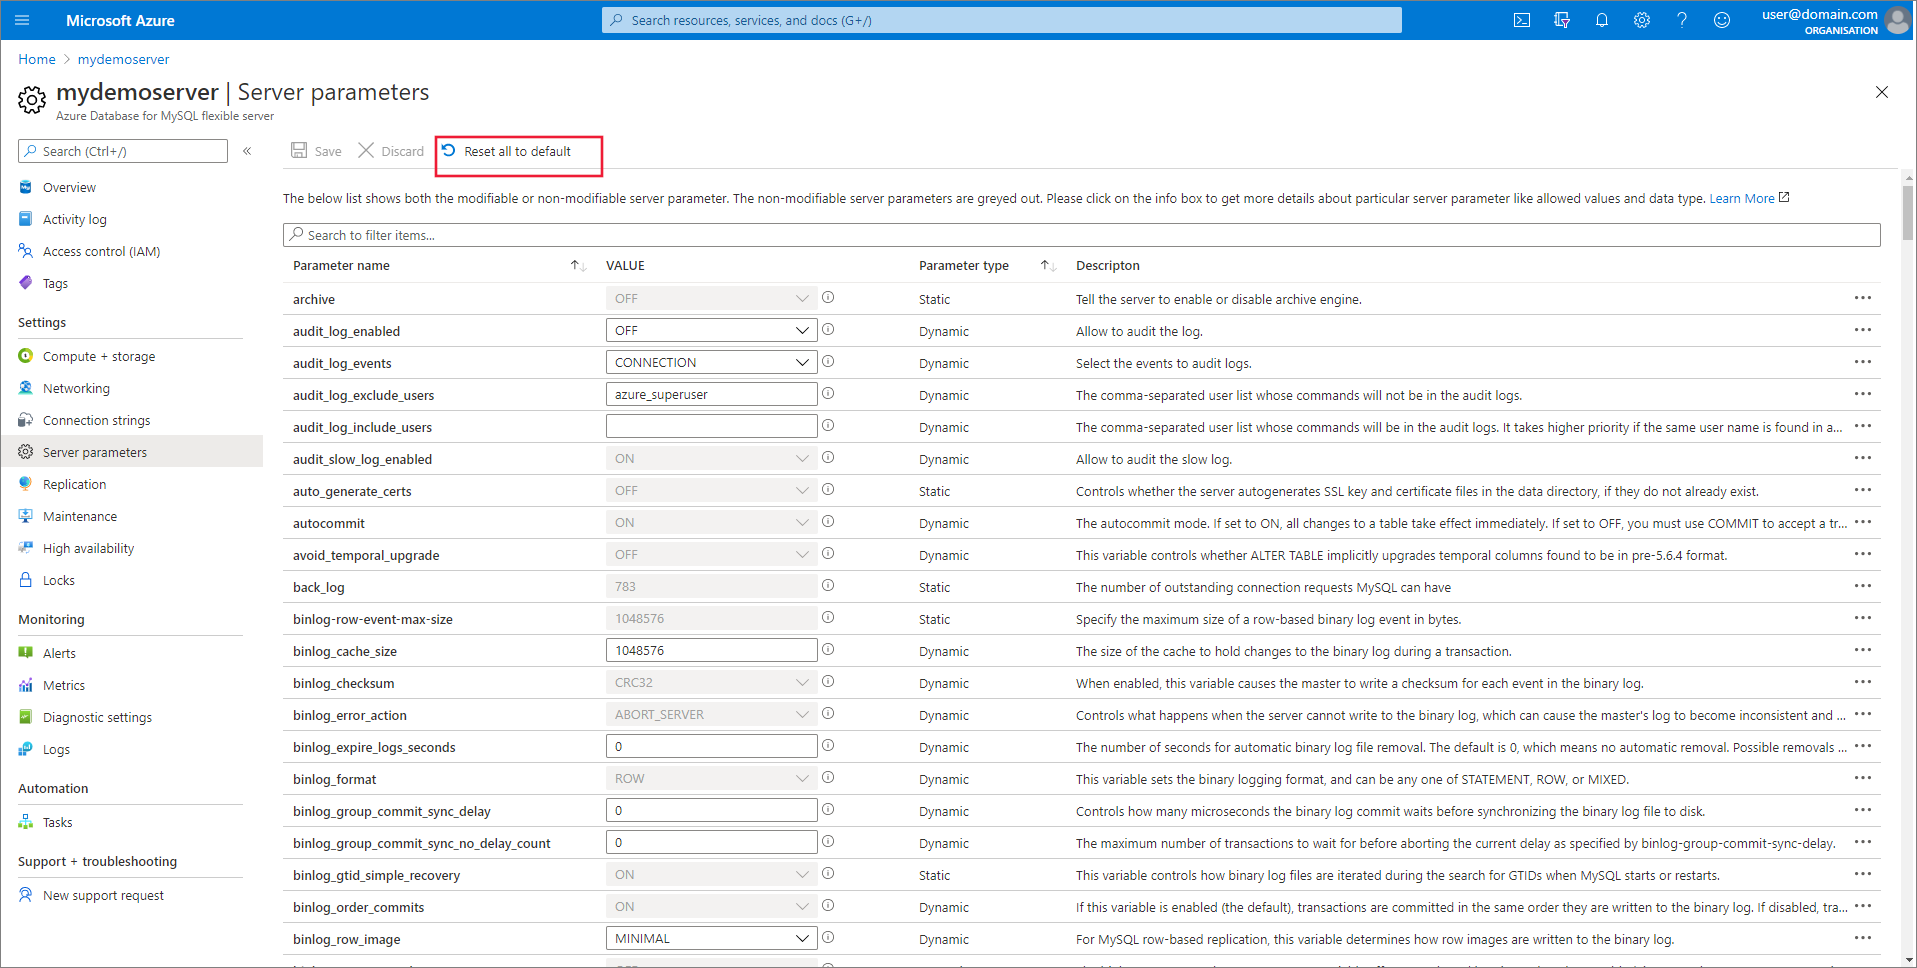 Microsoft Azure
Search resources, services, and docs (G+/)
user@domain.com
ORGANISATION
Home > mydemoserver
mydemoserver | Server parameters
Azure Database for MySQL flexible server
Search (Ctrl+/)
«
Save
Discard
Reset all to default
Overview
Activity log
Access control (IAM)
Tags
Settings
Compute + storage
Networking
Connection strings
Server parameters
Replication
Maintenance
High availability
Locks
Monitoring
Alerts
Metrics
Diagnostic settings
Logs
Automation
Tasks
Support + troubleshooting
New support request
The below list shows both the modifiable or non-modifiable server parameter. The non-modifiable server parameters are greyed out. Please click on the info box to get more details about particular server parameter like allowed values and data type. Learn More
Search to filter items...
Parameter name VALUE Parameter type Descripton
archive OFF Static Tell the server to enable or disable archive engine.
audit_log_enabled OFF Dynamic Allow to audit the log.
audit_log_events CONNECTION Dynamic Select the events to audit logs.
audit_log_exclude_users azure_superuser Dynamic The comma-separated user list whose commands will not be in the audit logs.
audit_log_include_users Dynamic The comma-separated user list whose commands will be in the audit logs. It takes higher priority if the same user name is found in a...
audit_slow_log_enabled ON Dynamic Allow to audit the slow log.
auto_generate_certs OFF Static Controls whether the server autogenerates SSL key and certificate files in the data directory, if they do not already exist.
autocommit ON Dynamic The autocommit mode. If set to ON, all changes to a table take effect immediately. If set to OFF, you must use COMMIT to accept a tr...
avoid_temporal_upgrade OFF Dynamic This variable controls whether ALTER TABLE implicitly upgrades temporal columns found to be in pre-5.6.4 format.
back_log 783 Static The number of outstanding connection requests MySQL can have
binlog-row-event-max-size 1048576 Static Specify the maximum size of a row-based binary log event in bytes.
binlog_cache_size 1048576 Dynamic The size of the cache to hold changes to the binary log during a transaction.
binlog_checksum CRC32 Dynamic When enabled, this variable causes the master to write a checksum for each event in the binary log.
binlog_error_action ABORT_SERVER Dynamic Controls what happens when the server cannot write to the binary log, which can cause the master's log to become inconsistent and ...
binlog_expire_logs_seconds 0 Dynamic The number of seconds for automatic binary log file removal. The default is 0, which means no automatic removal. Possible removals ...
binlog_format ROW Dynamic This variable sets the binary logging format, and can be any one of STATEMENT, ROW, or MIXED.
binlog_group_commit_sync_delay 0 Dynamic Controls how many microseconds the binary log commit waits before synchronizing the binary log file to disk.
binlog_group_commit_sync_no_delay_count 0 Dynamic The maximum number of transactions to wait for before aborting the current delay as specified by binlog-group-commit-sync-delay.
binlog_gtid_simple_recovery ON Static This variable controls how binary log files are iterated during the search for GTIDs when MySQL starts or restarts.
binlog_order_commits ON Dynamic If this variable is enabled (the default), transactions are committed in the same order they are written to the binary log. If disabled, tra...
binlog_row_image MINIMAL Dynamic For MySQL row-based replication, this variable determines how row images are written to the binary log.